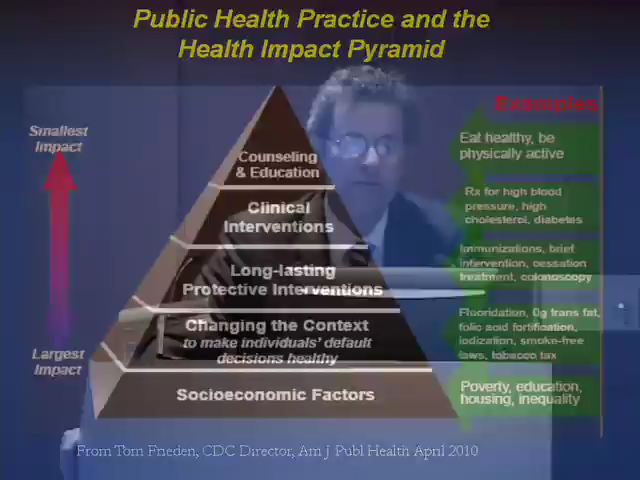 Public Health Practice and the
Health Impact Pyramid
Examples
Smallest
Impact
Largest
Impact
Counseling
& Education
Clinical
Interventions
Long-lasting
Protective Interventions
Changing the Context
to make individuals' default
decisions healthy
Socioeconomic Factors
Eat healthy, be
physically active
Rx for high blood
pressure, high
cholesterol, diabetes
Immunizations, brief
intervention, cessation
treatment, colonoscopy
Fluoridation, 0g trans fat,
folic acid fortification,
iodization, smoke-free
laws, tobacco tax
Poverty, education,
housing, inequality
From Tom Frieden, CDC Director, Am J Publ Health April 2010